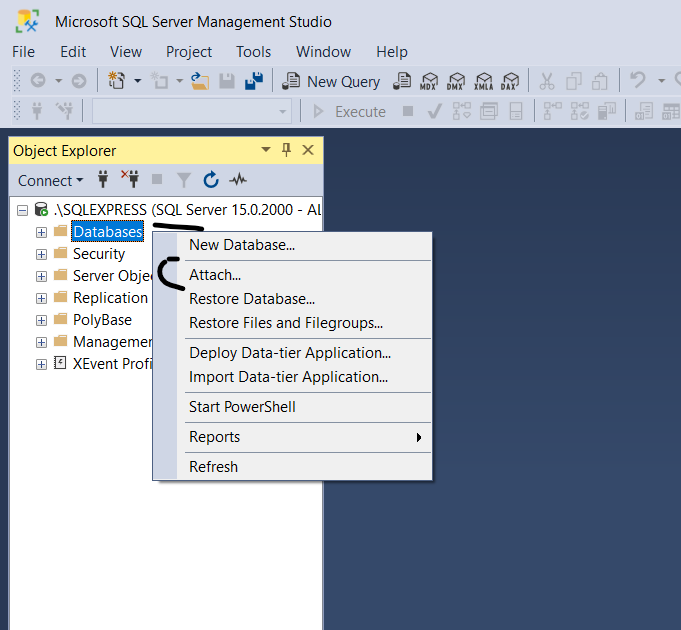 Microsoft SQL Server Management Studio
File Edit View Project Tools Window Help
New Query MDX DMX XMLA DAX
Execute
Object Explorer
Connect
.\SQLEXPRESS (SQL Server 15.0.2000 - AL
Databases
Security
Server Obje
Replication
PolyBase
Managemen
XEvent Profi
New Database...
Attach...
Restore Database...
Restore Files and Filegroups...
Deploy Data-tier Application...
Import Data-tier Application...
Start PowerShell
Reports
Refresh